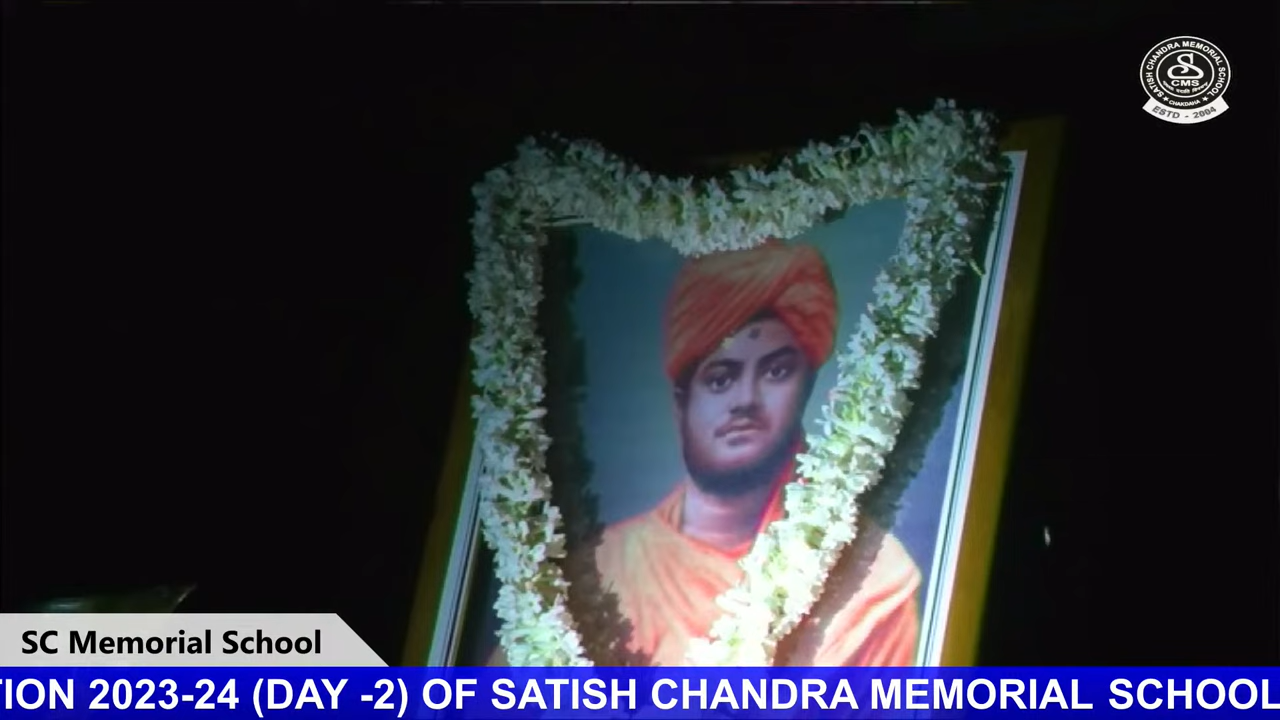 SATISH CHANDRA MEMORIAL SCHOOL
S
CMS
★ CHAKDAHA ★
ESTD - 2004
SC Memorial School
TION 2023-24 (DAY -2) OF SATISH CHANDRA MEMORIAL SCHOOL